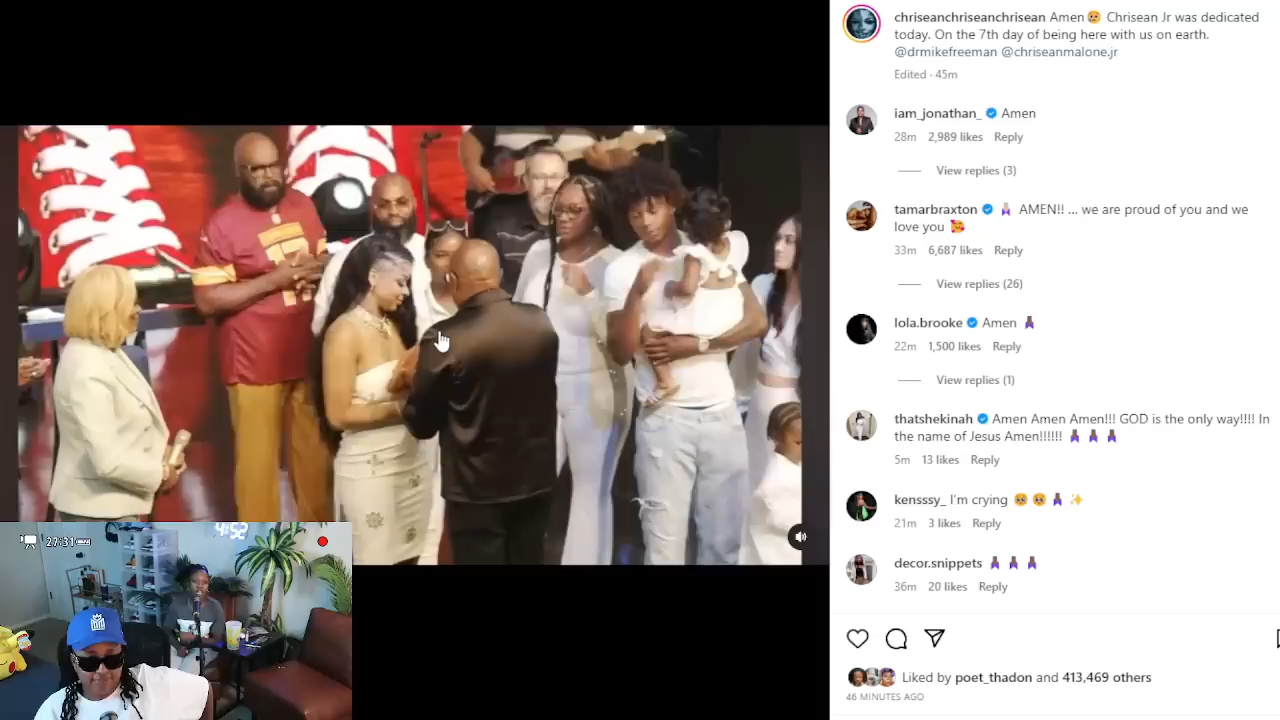 chriseanchriseanchrisean Amen🥹 Chrisean Jr was dedicated
today. On the 7th day of being here with us on earth.
@drmikefreeman @chriseanmalone.jr
Edited · 45m
iam_jonathan_ Amen
28m 2,989 likes Reply
View replies (3)
tamarbraxton 🙏🏻 AMEN!! ... we are proud of you and we
love you 🥰
33m 6,687 likes Reply
View replies (26)
lola.brooke Amen 🙏🏿
22m 1,500 likes Reply
View replies (1)
thatshekinah Amen Amen Amen!!! GOD is the only way!!!! In
the name of Jesus Amen!!!!!! 🙏🏿 🙏🏿 🙏🏿
5m 13 likes Reply
kensssy_ I'm crying 🥹 🥹 🙏🏿 ✨
21m 3 likes Reply
decor.snippets 🙏🏿 🙏🏿 🙏🏿
36m 20 likes Reply
Liked by poet_thadon and 413,469 others
46 MINUTES AGO
4:52
27:31